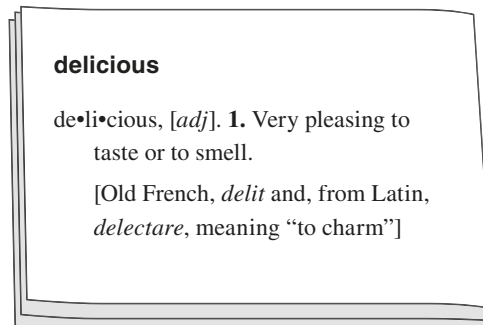 delicious
de•li•cious, [adj]. 1. Very pleasing to
taste or to smell.
[Old French, delit and, from Latin,
delectare, meaning “to charm”]